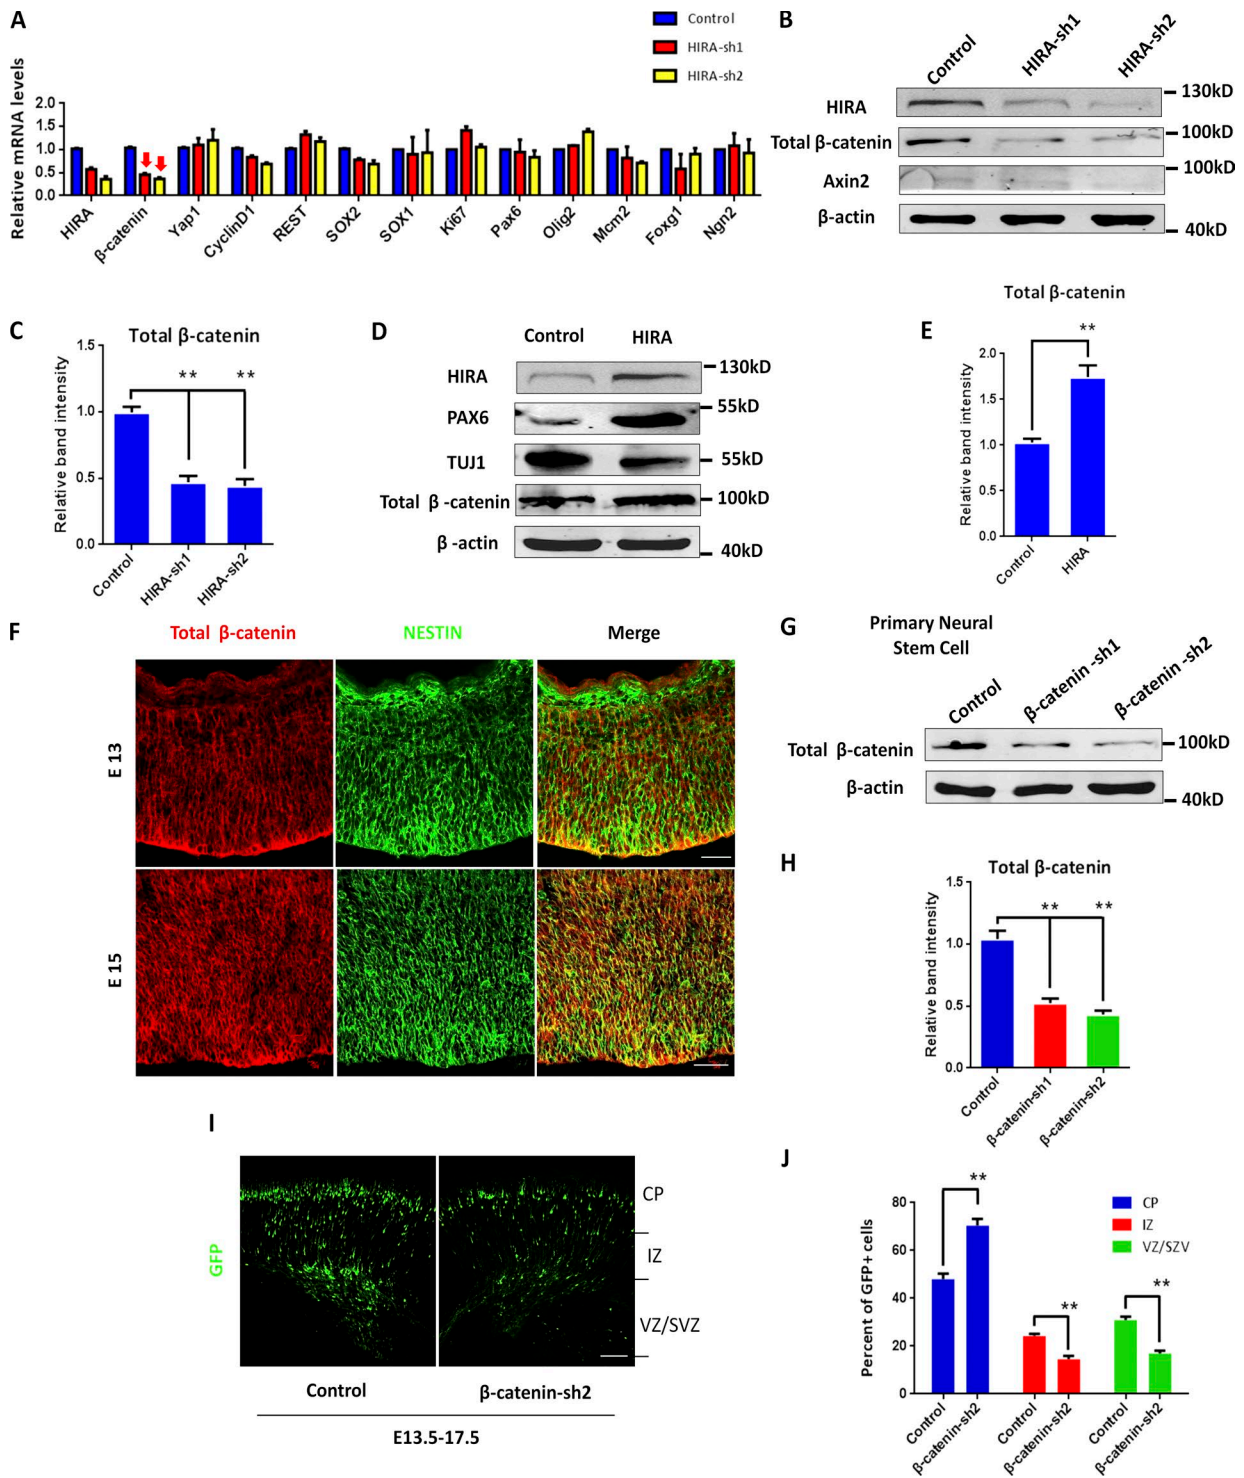 A
Control
HIRA-sh1
HIRA-sh2
Relative mRNA levels
2.0
1.5
1.0
0.5
0.0
HIRA
β-catenin
Yap1
CyclinD1
REST
SOX2
SOX1
Ki67
Pax6
Olig2
Mcm2
Foxg1
Ngn2
B
Control
HIRA-sh1
HIRA-sh2
HIRA
130kD
Total β-catenin
100kD
Axin2
100kD
β-actin
40kD
C
Total β-catenin
Relative band intensity
1.5
1.0
0.5
0.0
** **
Control
HIRA-sh1
HIRA-sh2
D
Control
HIRA
HIRA
130kD
PAX6
55kD
TUJ1
55kD
Total β -catenin
100kD
β -actin
40kD
Total β-catenin
E
Relative band intensity
**
2.0
1.5
1.0
0.5
0.0
Control
HIRA
F
Total β-catenin
NESTIN
Merge
E 13
E 15
G
Primary Neural
Stem Cell
Control
β-catenin -sh1
β-catenin -sh2
Total β-catenin
100kD
β-actin
40kD
H
Total β-catenin
Relative band intensity
1.5
1.0
0.5
0.0
** **
Control
β-catenin-sh1
β-catenin-sh2
I
GFP
CP
IZ
VZ/SVZ
Control
β-catenin-sh2
E13.5-17.5
J
Percent of GFP+ cells
80
60
40
20
0
**
**
**
CP
IZ
VZ/SZV
Control
β-catenin-sh2
Control
β-catenin-sh2
Control
β-catenin-sh2